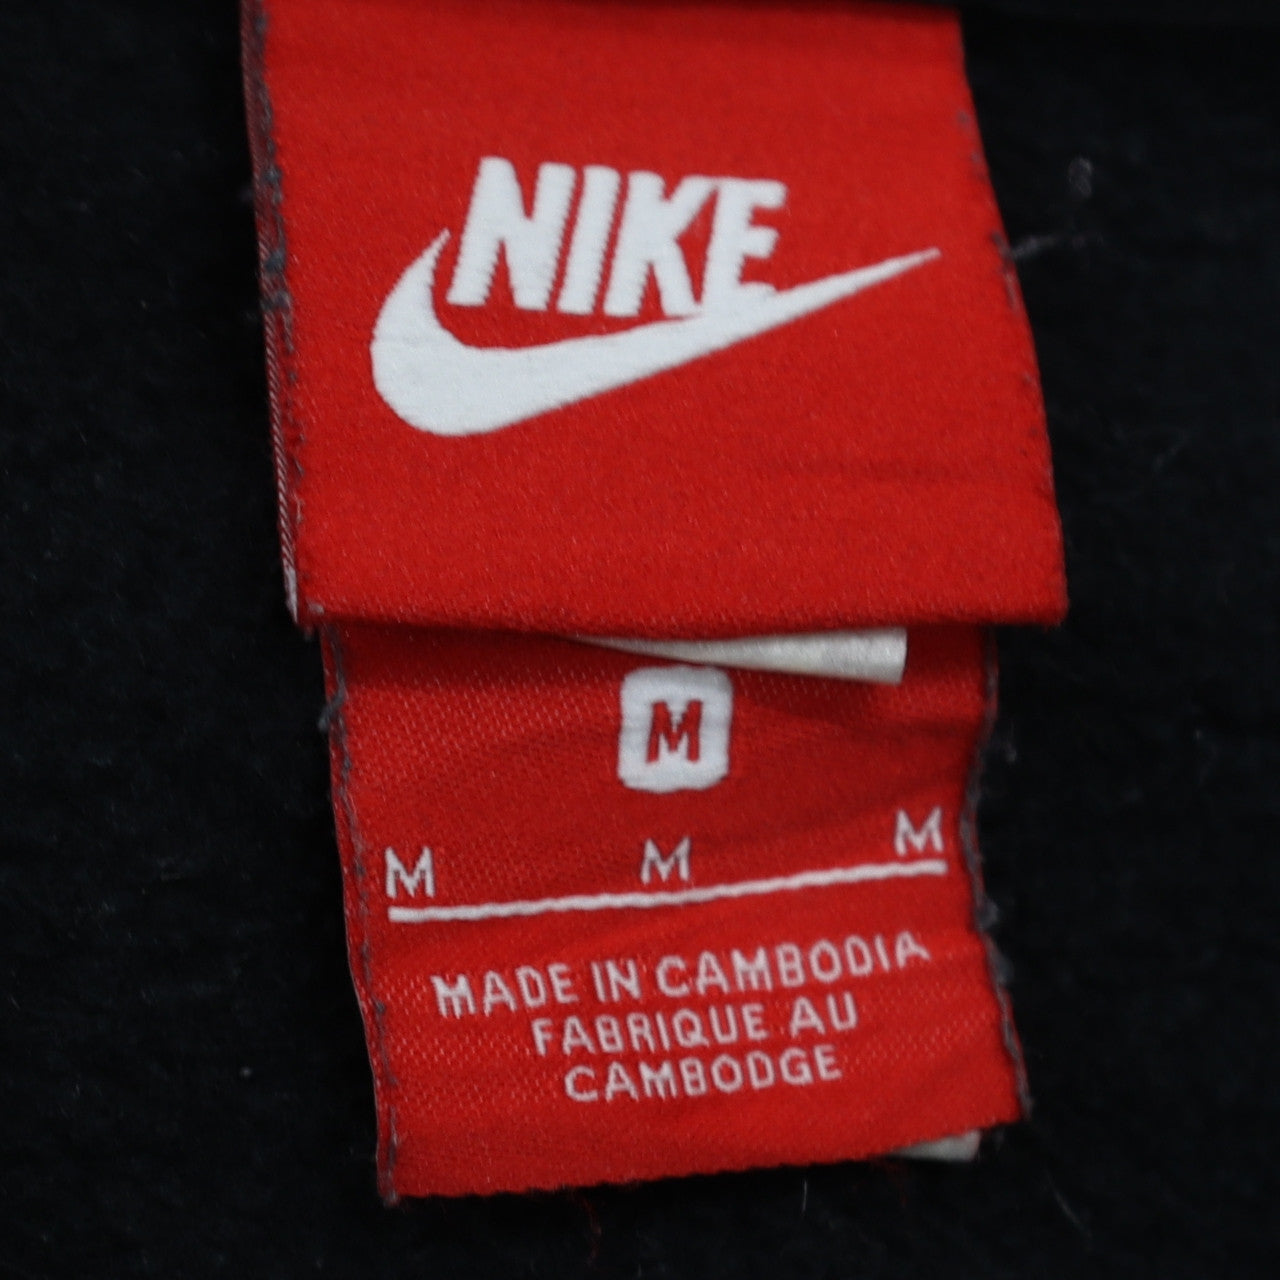 NIKE
M
M M M
MADE IN CAMBODIA
FABRIQUE AU
CAMBODGE